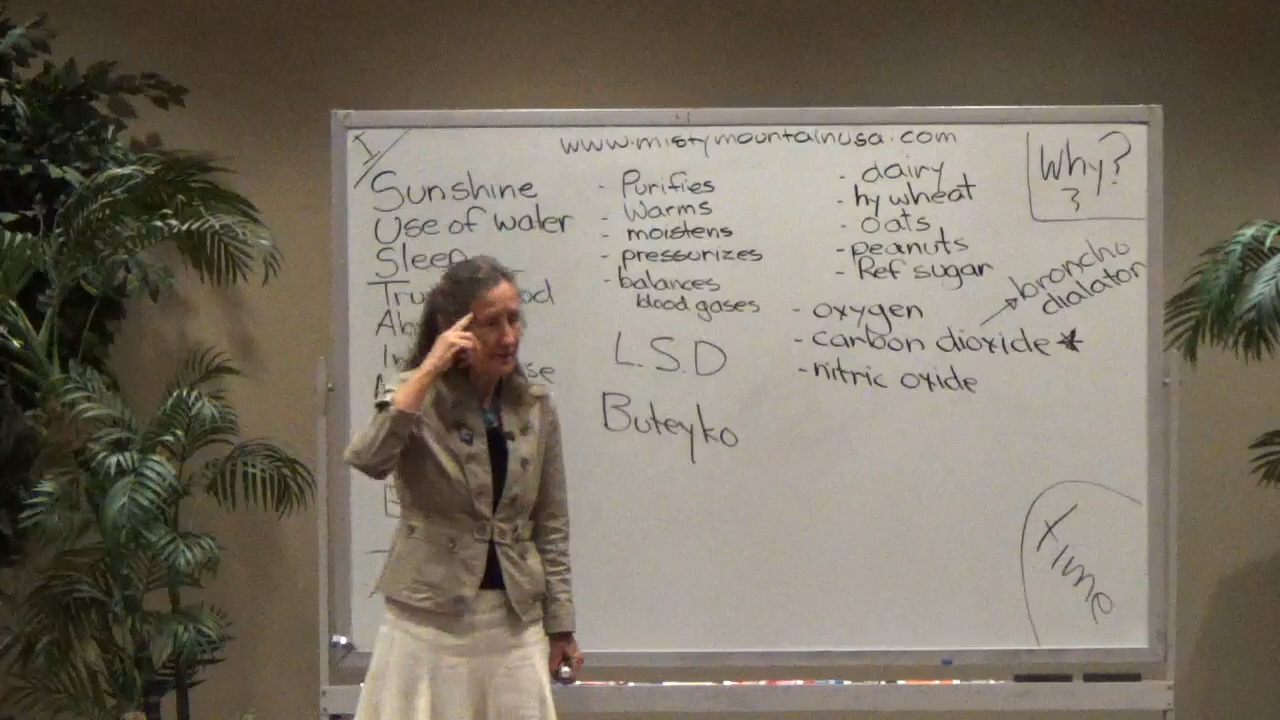 I
www.mistymountainusa.com
Sunshine
Use of water
Sleep
- Purifies
- Warms
- moistens
- pressurizes
- balances
blood gases
L.S.D
Buteyko
- dairy
- hy wheat
- oats
- peanuts
- Ref sugar
- oxygen
- carbon dioxide *
- nitric oxide
→ broncho
dialator
Why?
Time